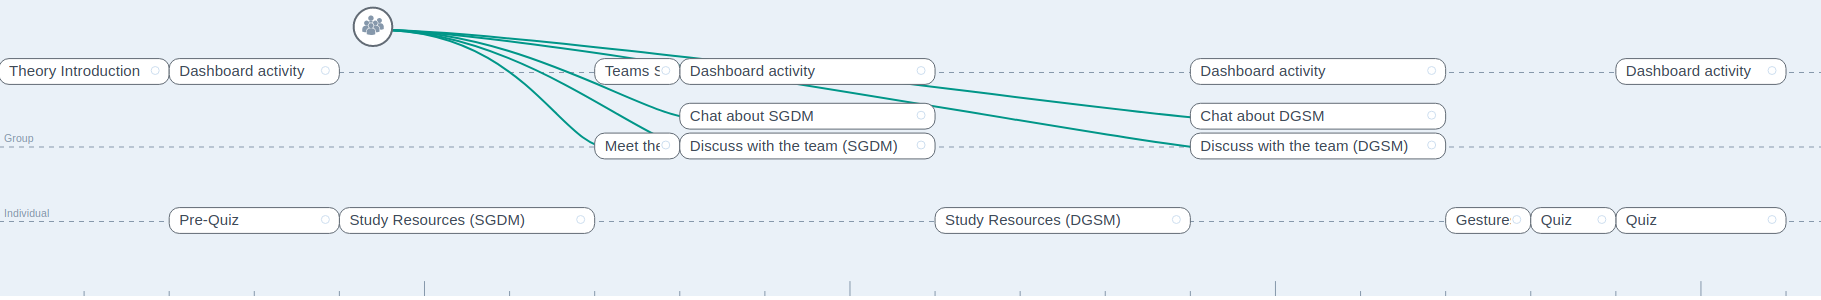 Theory Introduction
Dashboard activity
Teams S
Dashboard activity
Dashboard activity
Dashboard activity
Chat about SGDM
Chat about DGSM
Group
Meet the
Discuss with the team (SGDM)
Discuss with the team (DGSM)
Individual
Pre-Quiz
Study Resources (SGDM)
Study Resources (DGSM)
Gesture
Quiz
Quiz